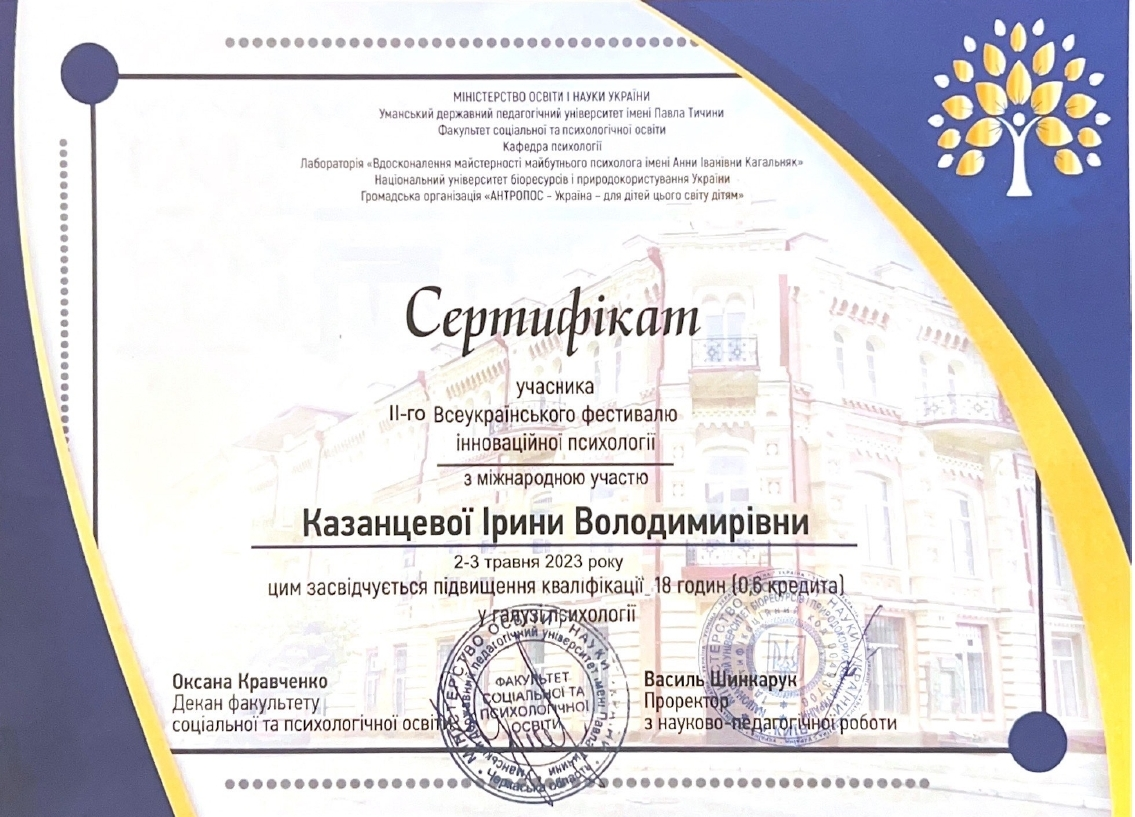 МІНІСТЕРСТВО ОСВІТИ І НАУКИ УКРАЇНИ
Уманський державний педагогічний університет імені Павла Тичини
Факультет соціальної та психологічної освіти
Кафедра психології
Лабораторія «Вдосконалення майстерності майбутнього психолога імені Анни Іванівни Кагальняк»
Національний університет біоресурсів і природокористування України
Громадська організація «АНТРОПОС – Україна – для дітей цього світу дітям»
Сертифікат
учасника
ІІ-го Всеукраїнського фестивалю
інноваційної психології
з міжнародною участю
Казанцевої Ірини Володимирівни
2-3 травня 2023 року
цим засвідчується підвищення кваліфікації 18 годин (0,6 кредита)
у галузі психології
Оксана Кравченко
Декан факультету
соціальної та психологічної освіти
ФАКУЛЬТЕТ
СОЦІАЛЬНОЇ ТА
ПСИХОЛОГІЧНОЇ
ОСВІТИ
Василь Шинкарук
Проректор
з науково-педагогічної роботи